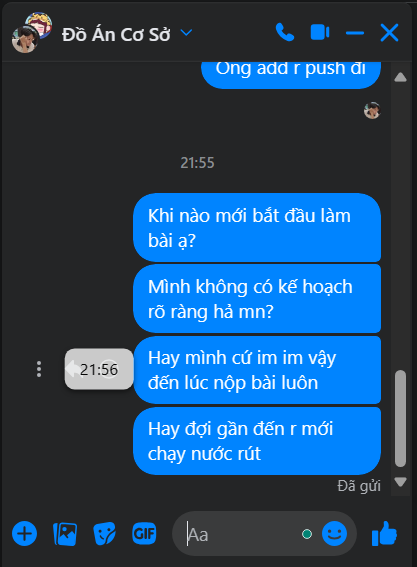 Đồ Án Cơ Sở
Ông add r push đi
21:55
Khi nào mới bắt đầu làm
bài ạ?
Mình không có kế hoạch
rõ ràng hả mn?
Hay mình cứ im im vậy
đến lúc nộp bài luôn
21:56
Hay đợi gần đến r mới
chạy nước rút
Đã gửi
GIF
Aa